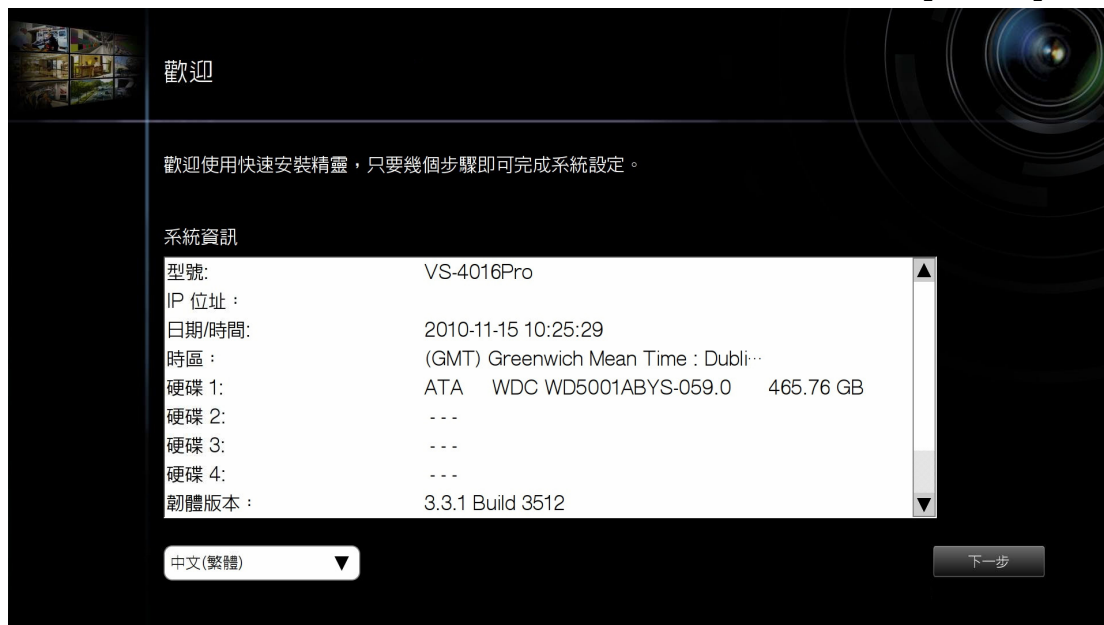 歡迎
歡迎使用快速安裝精靈，只要幾個步驟即可完成系統設定。
系統資訊
型號: VS-4016Pro
IP 位址：
日期/時間: 2010-11-15 10:25:29
時區： (GMT) Greenwich Mean Time : Dubli…
硬碟 1: ATA WDC WD5001ABYS-059.0 465.76 GB
硬碟 2: ---
硬碟 3: ---
硬碟 4: ---
韌體版本： 3.3.1 Build 3512
中文(繁體) ▼
下一步